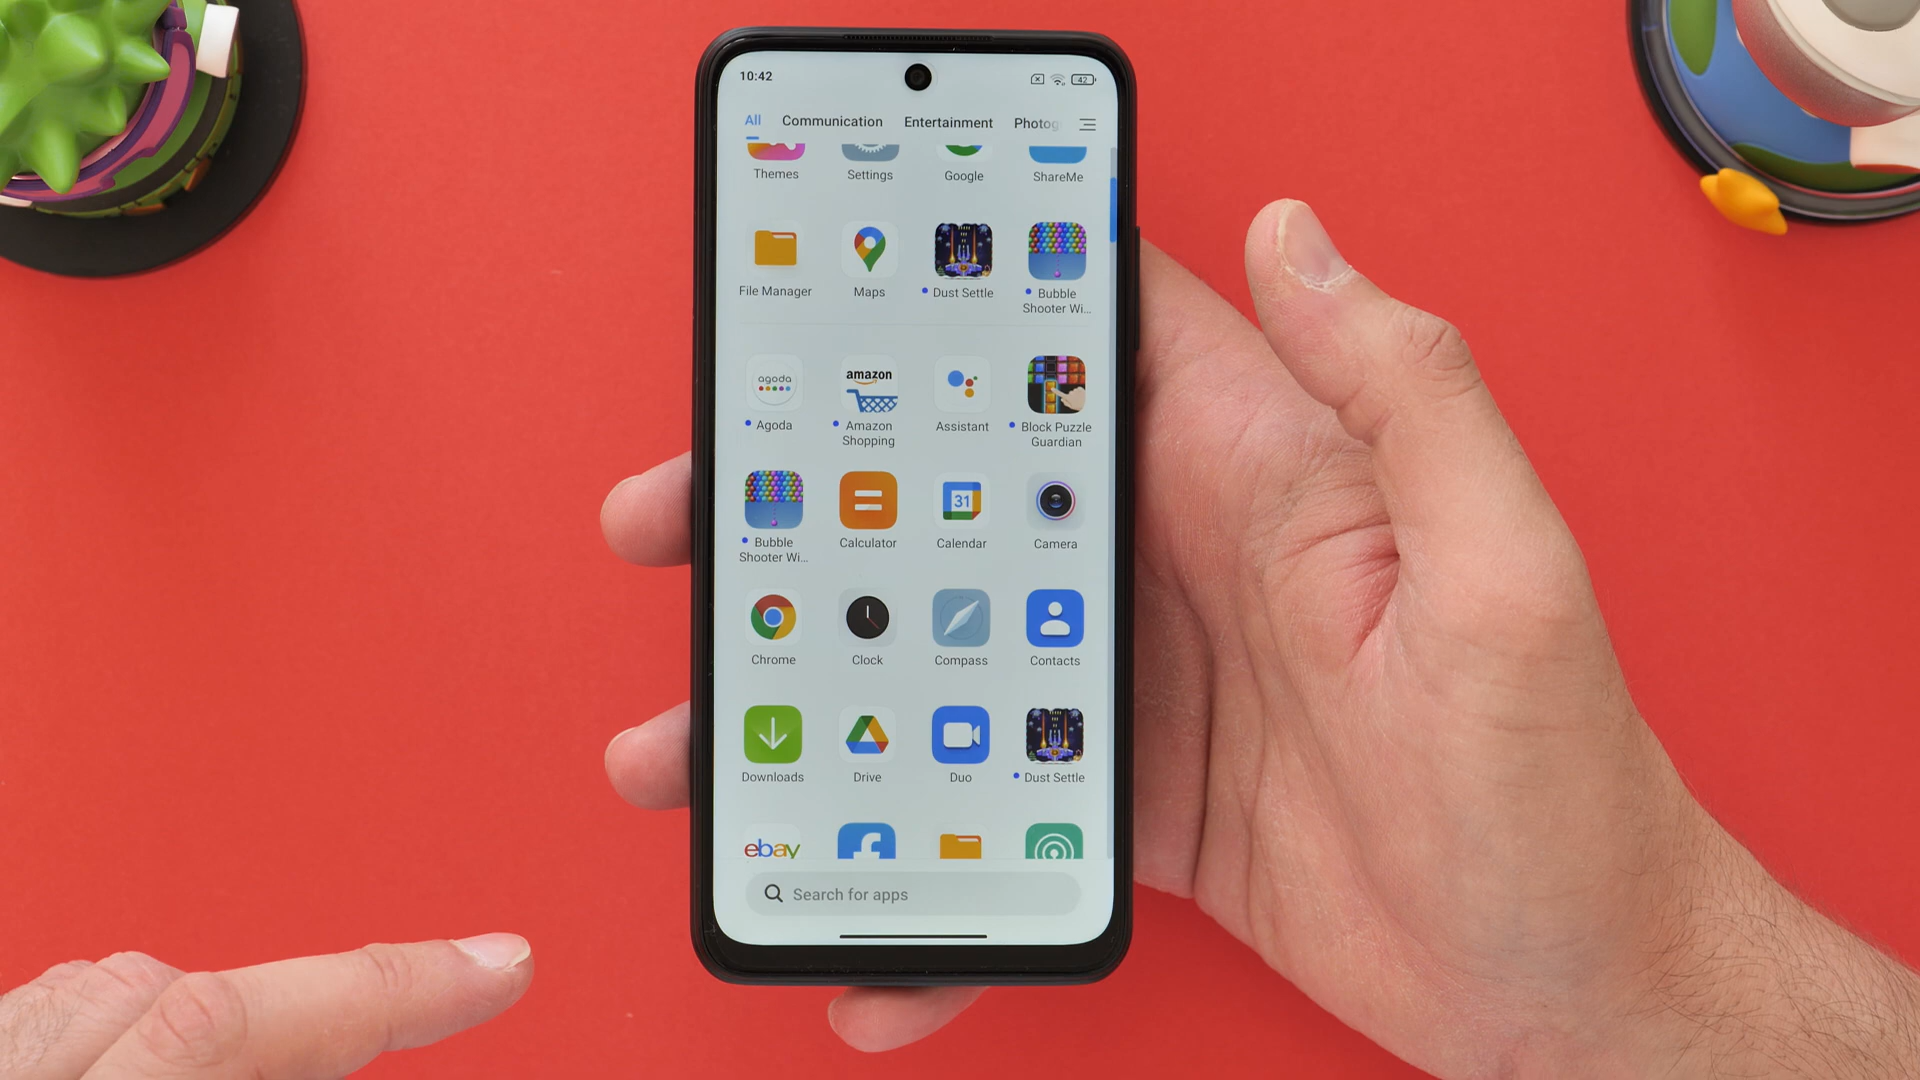 10:42
42
All Communication Entertainment Photog
Themes Settings Google ShareMe
File Manager Maps Dust Settle Bubble
Shooter Wi...
agoda amazon
Agoda Amazon Assistant Block Puzzle
Shopping Guardian
31
Bubble Calculator Calendar Camera
Shooter Wi...
Chrome Clock Compass Contacts
Downloads Drive Duo Dust Settle
ebay
Search for apps